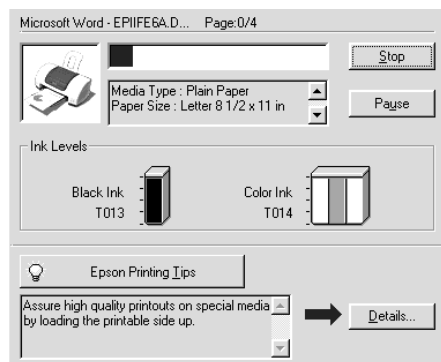 Microsoft Word - EPIIFE6A.D... Page:0/4
Stop
Media Type : Plain Paper
Paper Size : Letter 8 1/2 x 11 in
Pause
Ink Levels
Black Ink
T013
Color Ink
T014
Epson Printing Tips
Assure high quality printouts on special media
by loading the printable side up.
Details...